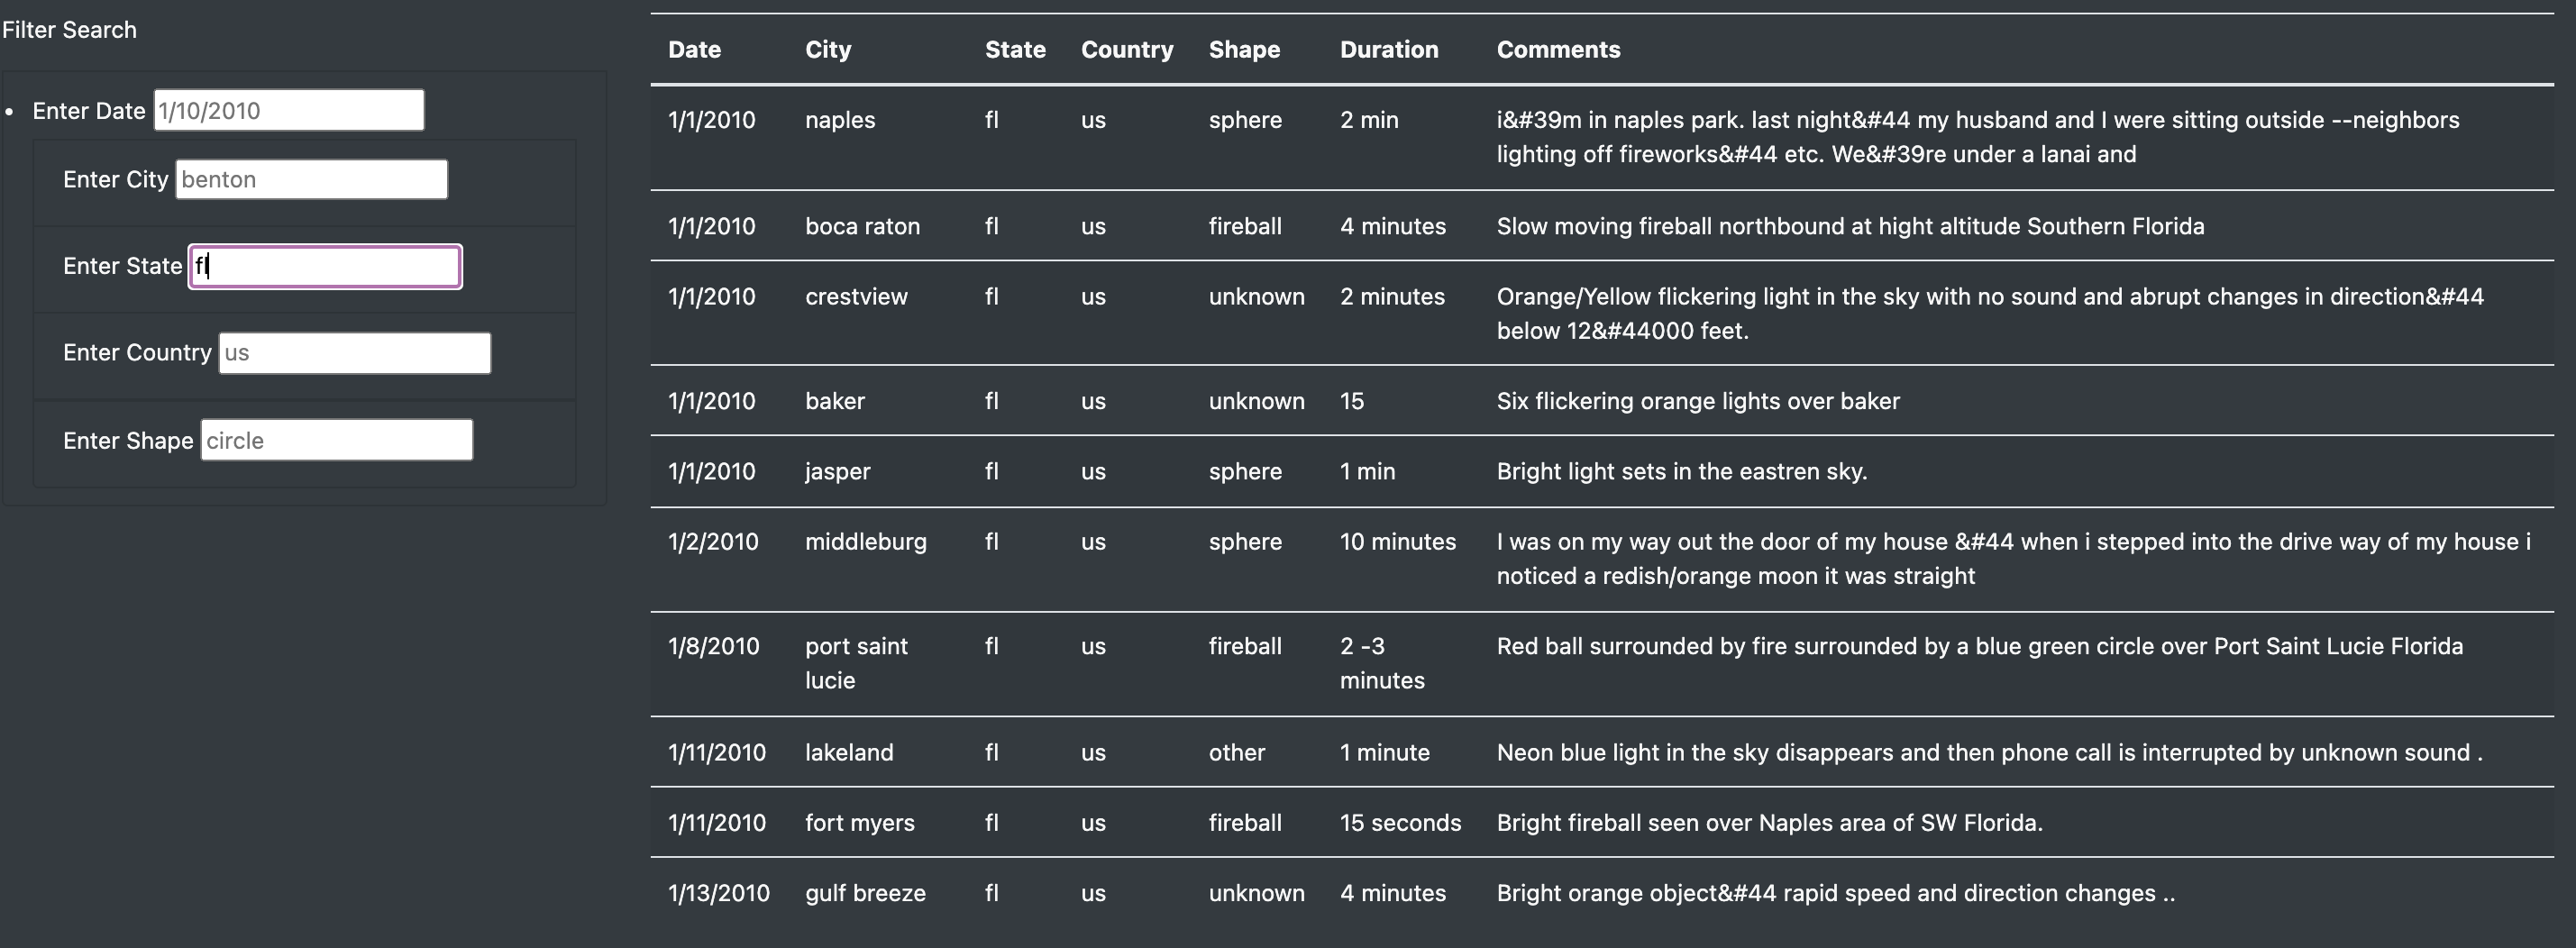 Filter Search
Enter Date 1/10/2010
Enter City benton
Enter State fl
Enter Country us
Enter Shape circle
Date City State Country Shape Duration Comments
1/1/2010 naples fl us sphere 2 min i&#39m in naples park. last night&#44 my husband and I were sitting outside --neighbors
lighting off fireworks&#44 etc. We&#39re under a lanai and
1/1/2010 boca raton fl us fireball 4 minutes Slow moving fireball northbound at hight altitude Southern Florida
1/1/2010 crestview fl us unknown 2 minutes Orange/Yellow flickering light in the sky with no sound and abrupt changes in direction&#44
below 12&#44000 feet.
1/1/2010 baker fl us unknown 15 Six flickering orange lights over baker
1/1/2010 jasper fl us sphere 1 min Bright light sets in the eastren sky.
1/2/2010 middleburg fl us sphere 10 minutes I was on my way out the door of my house &#44 when i stepped into the drive way of my house i
noticed a redish/orange moon it was straight
1/8/2010 port saint fl us fireball 2 -3 Red ball surrounded by fire surrounded by a blue green circle over Port Saint Lucie Florida
lucie minutes
1/11/2010 lakeland fl us other 1 minute Neon blue light in the sky disappears and then phone call is interrupted by unknown sound .
1/11/2010 fort myers fl us fireball 15 seconds Bright fireball seen over Naples area of SW Florida.
1/13/2010 gulf breeze fl us unknown 4 minutes Bright orange object&#44 rapid speed and direction changes ..